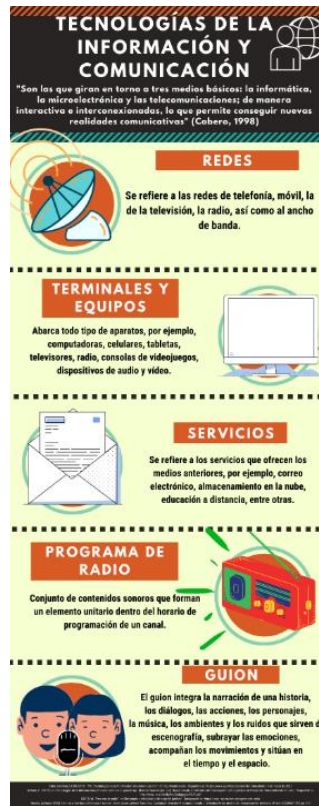 TECNOLOGÍAS DE LA
INFORMACIÓN Y
COMUNICACIÓN
"Son las que giran en torno a tres medios básicos: la informática,
la microelectrónica y las telecomunicaciones; de manera
interactiva e interconexionadas, lo que permite conseguir nuevas
realidades comunicativas" (Cabero, 1998)
REDES
Se refiere a las redes de telefonía, móvil, la
de la televisión, la radio, así como al ancho
de banda.
TERMINALES Y
EQUIPOS
Abarca todo tipo de aparatos, por ejemplo,
computadoras, celulares, tabletas,
televisores, radio, consolas de videojuegos,
dispositivos de audio y vídeo.
SERVICIOS
Se refiere a los servicios que ofrecen los
medios anteriores, por ejemplo, correo
electrónico, almacenamiento en la nube,
educación a distancia, entre otras.
PROGRAMA DE
RADIO
Conjunto de contenidos sonoros que forman
un elemento unitario dentro del horario de
programación de un canal.
GUION
El guion integra la narración de una historia,
los diálogos, las acciones, los personajes,
la música, los ambientes y los ruidos que sirven d
escenografía, subrayar las emociones,
acompañan los movimientos y sitúan en
el tiempo y el espacio.